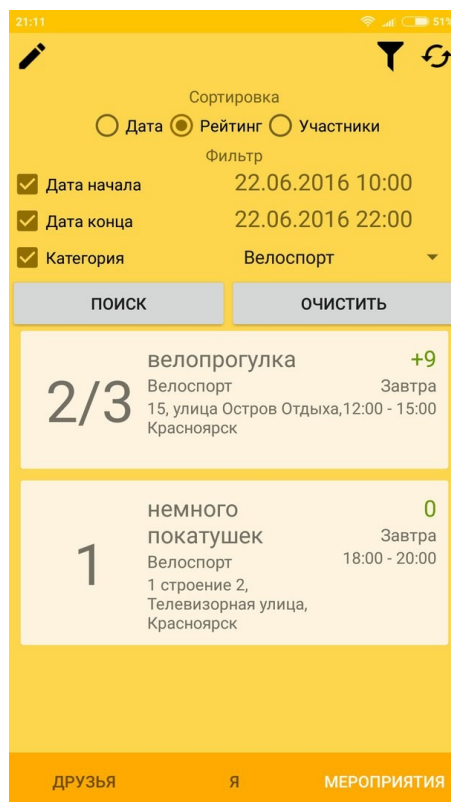 21:11 51%
Сортировка
Дата Рейтинг Участники
Фильтр
Дата начала 22.06.2016 10:00
Дата конца 22.06.2016 22:00
Категория Велоспорт
ПОИСК ОЧИСТИТЬ
велопрогулка +9
2/3 Велоспорт Завтра
15, улица Остров Отдыха, 12:00 - 15:00
Красноярск
немного 0
покатушек Завтра
1 Велоспорт 18:00 - 20:00
1 строение 2,
Телевизорная улица,
Красноярск
ДРУЗЬЯ Я МЕРОПРИЯТИЯ